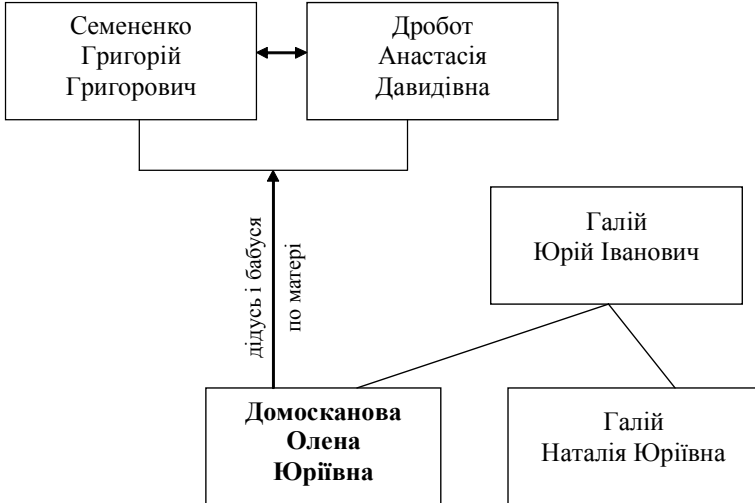 Семененко
Григорій
Григорович
Дробот
Анастасія
Давидівна
дідусь і бабуся
по матері
Галій
Юрій Іванович
Домосканова
Олена
Юріївна
Галій
Наталія Юріївна